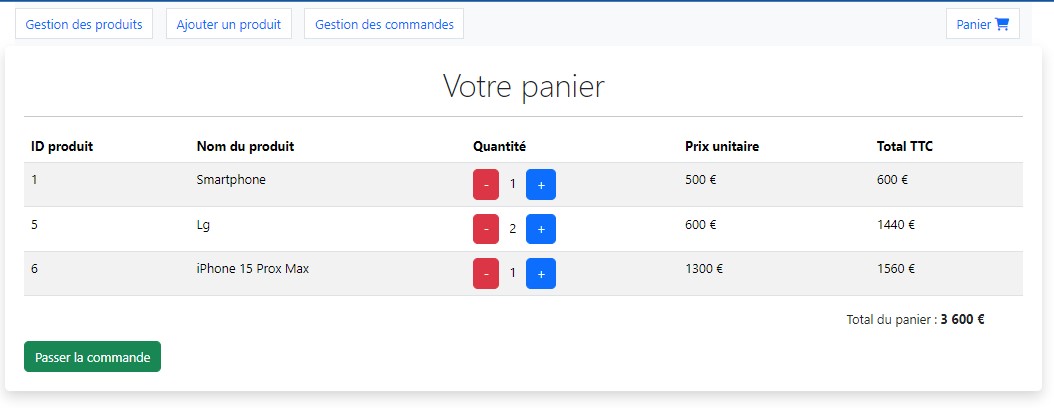 Gestion des produits Ajouter un produit Gestion des commandes Panier
Votre panier
ID produit Nom du produit Quantité Prix unitaire Total TTC
1 Smartphone - 1 + 500 € 600 €
5 Lg - 2 + 600 € 1440 €
6 iPhone 15 Prox Max - 1 + 1300 € 1560 €
Total du panier : 3 600 €
Passer la commande